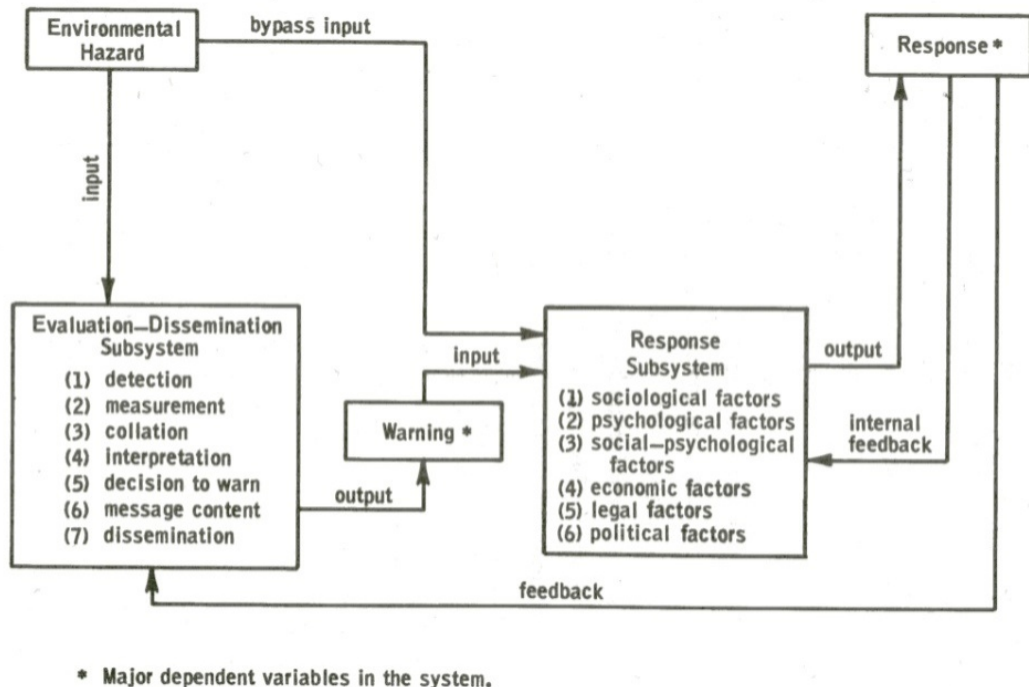 Environmental
Hazard
bypass input
Response *
input
Evaluation—Dissemination
Subsystem
(1) detection
(2) measurement
(3) collation
(4) interpretation
(5) decision to warn
(6) message content
(7) dissemination
output
Warning *
input
Response
Subsystem
(1) sociological factors
(2) psychological factors
(3) social—psychological
factors
(4) economic factors
(5) legal factors
(6) political factors
output
internal
feedback
feedback
* Major dependent variables in the system.